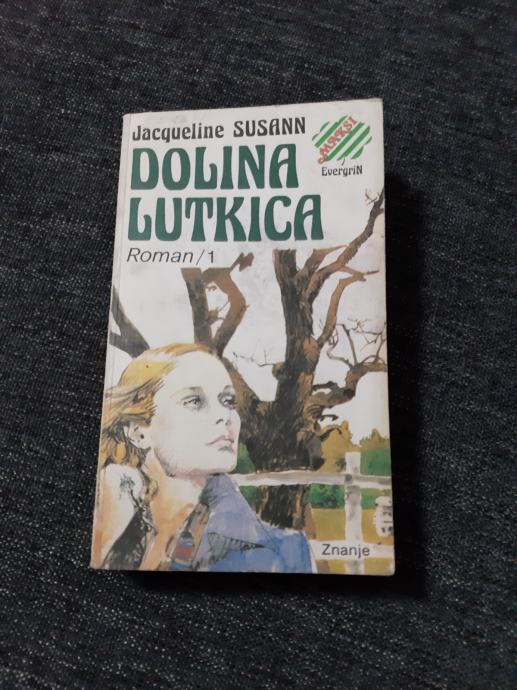 Jacqueline SUSANN
DOLINA
LUTKICA
Roman/1
MAKSI
EvergriN
Znanje